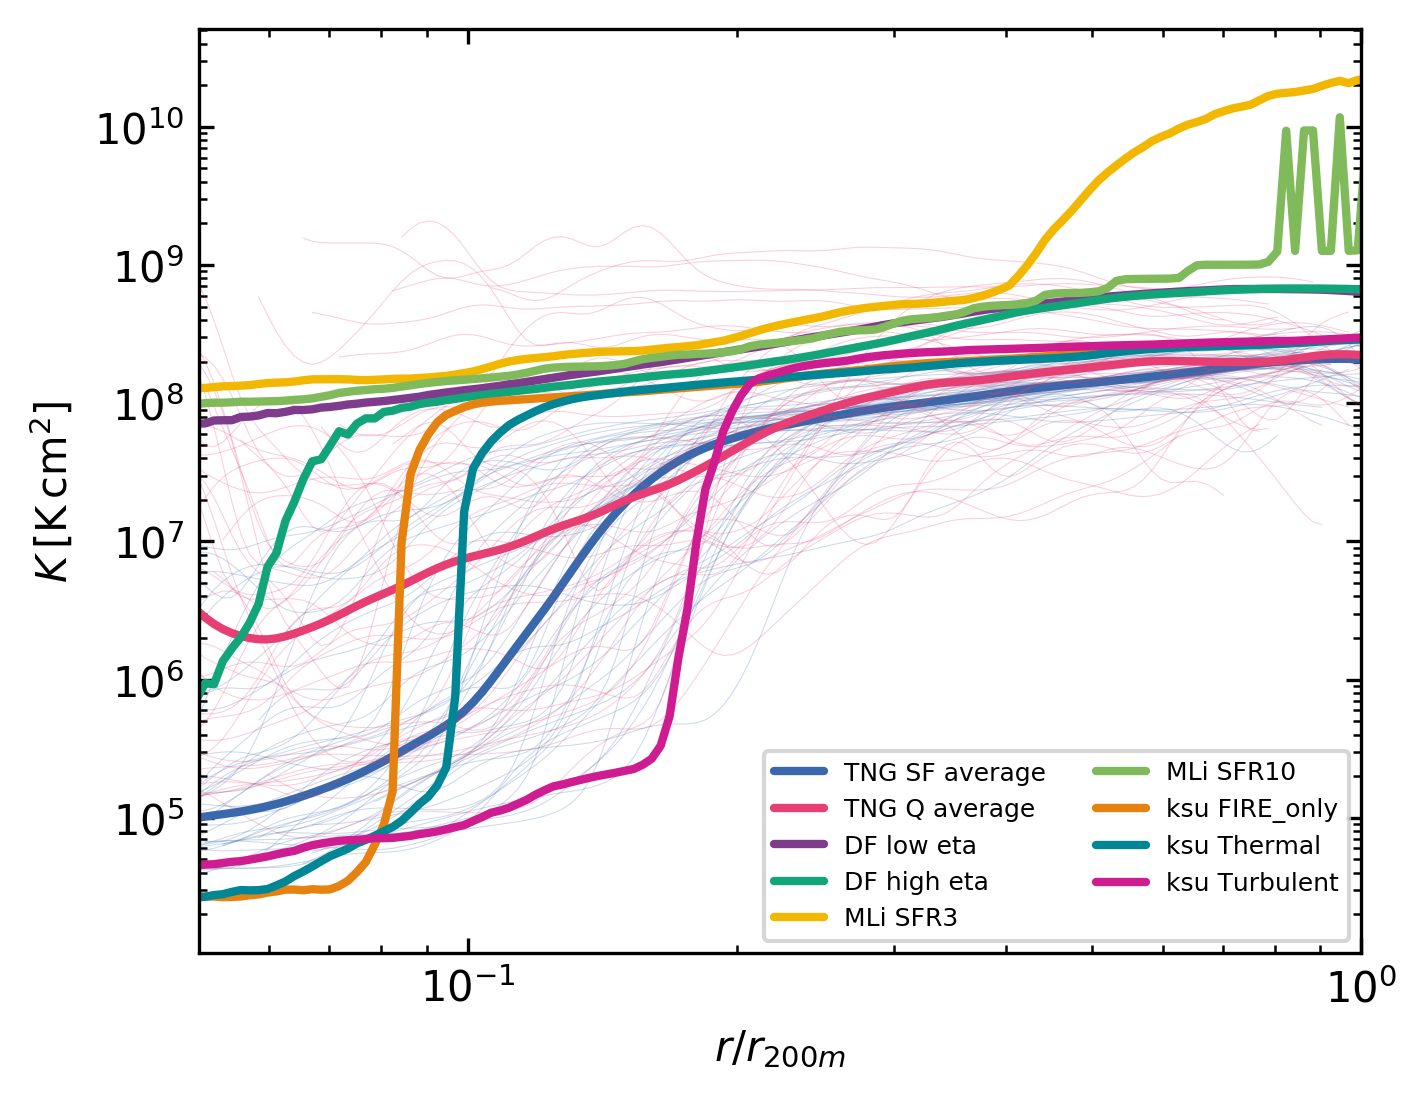 10^10
10^9
10^8
10^7
10^6
10^5
K [K cm^2]
TNG SF average
TNG Q average
DF low eta
DF high eta
MLi SFR3
MLi SFR10
ksu FIRE_only
ksu Thermal
ksu Turbulent
10^-1
10^0
r/r_200m